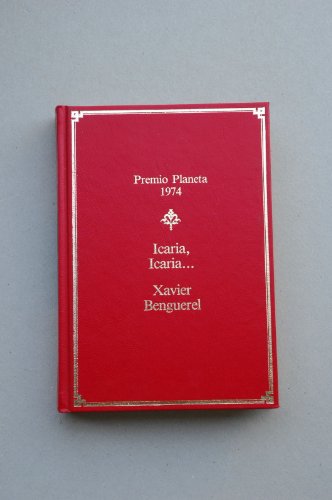 Premio Planeta
1974
Icaria,
Icaria...
Xavier
Benguerel